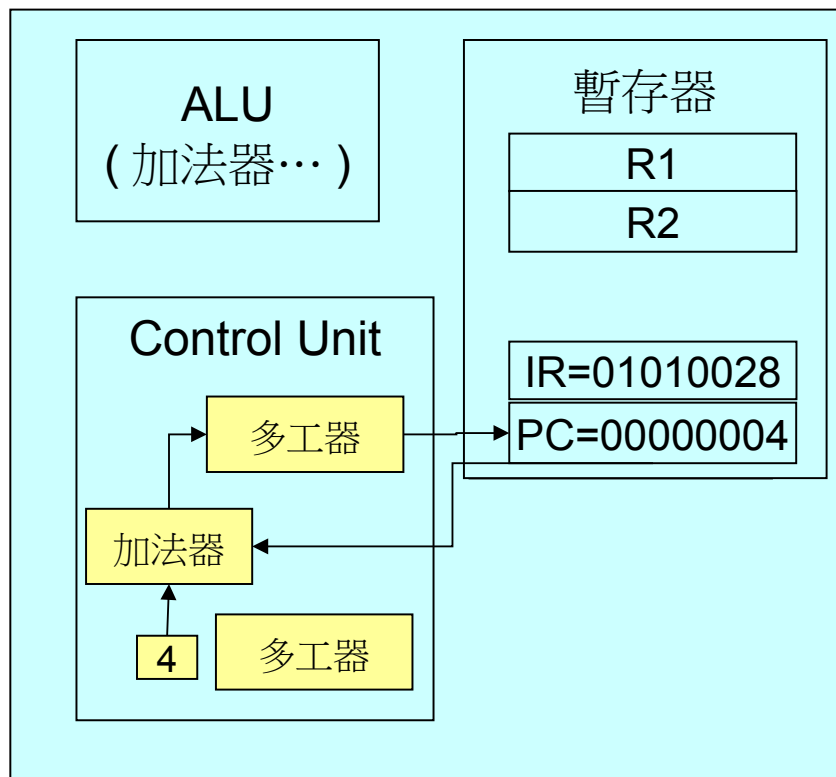 ALU
(加法器…)
暫存器
R1
R2
IR=01010028
PC=00000004
Control Unit
多工器
加法器
4
多工器